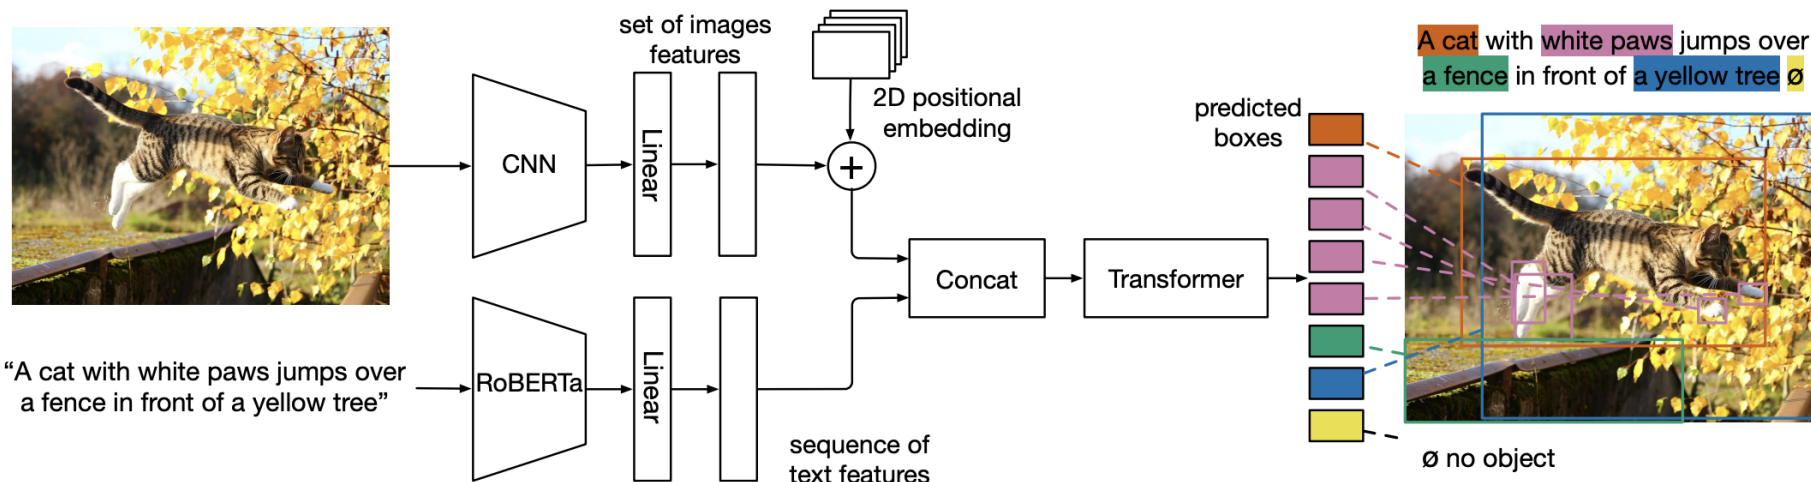 set of images
features
2D positional
embedding
CNN
Linear
+
“A cat with white paws jumps over
a fence in front of a yellow tree”
RoBERTa
Linear
sequence of
text features
Concat
Transformer
predicted
boxes
A cat with white paws jumps over
a fence in front of a yellow tree ø
ø no object